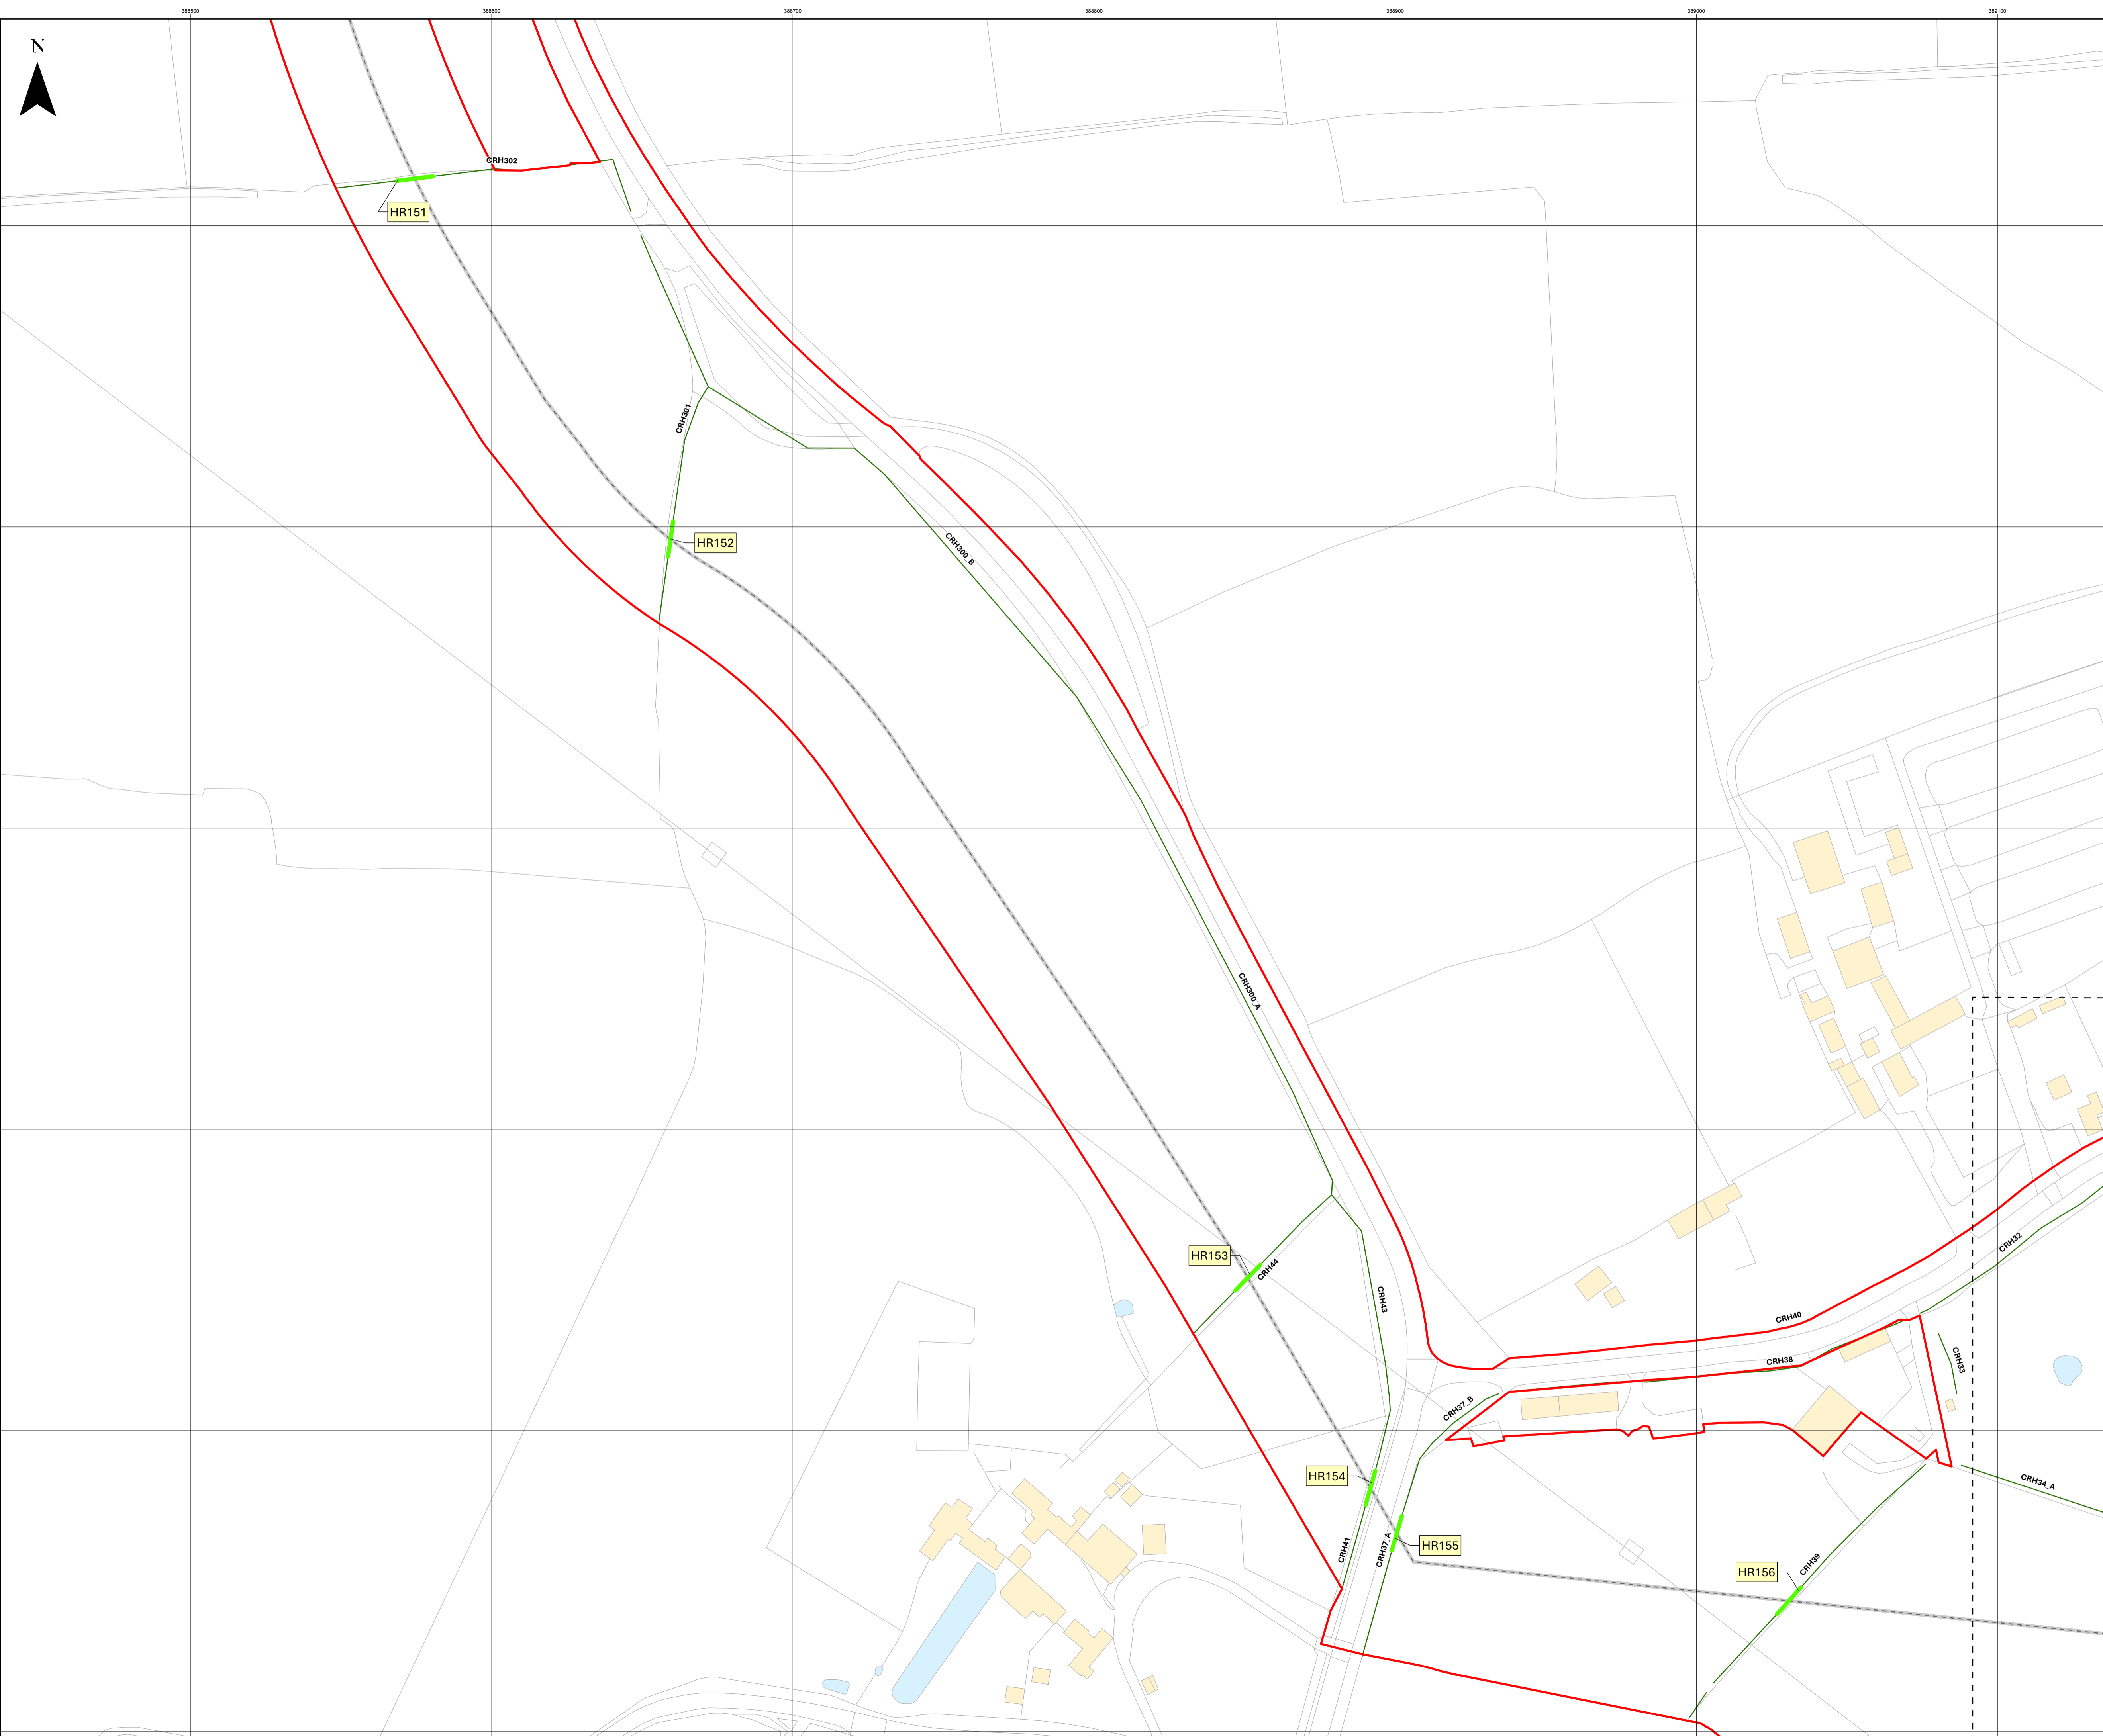 388500 388600 388700 388800 388900 389000 389100
N
CRH302
HR151
CRH301
HR152
CRH300_B
CRH300_A
HR153
CRH44
CRH43
CRH40
CRH32
CRH38
CRH33
CRH37_B
HR154
CRH34_A
CRH41
CRH37_A
HR155
CRH39
HR156